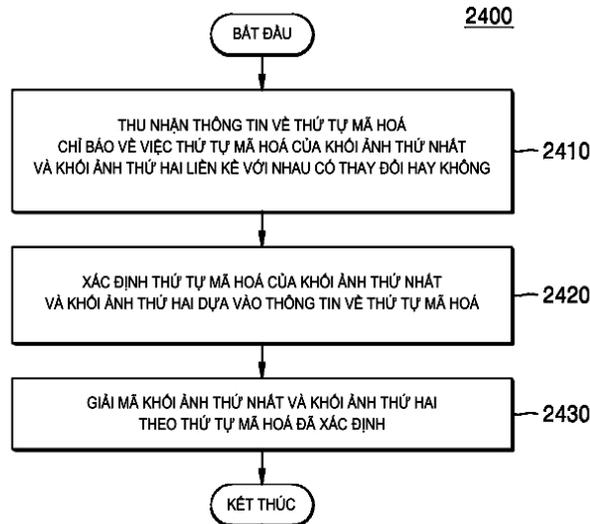 2400
BẮT ĐẦU
THU NHẬN THÔNG TIN VỀ THỨ TỰ MÃ HOÁ
CHỈ BÁO VỀ VIỆC THỨ TỰ MÃ HOÁ CỦA KHỐI ẢNH THỨ NHẤT
VÀ KHỐI ẢNH THỨ HAI LIỀN KỀ VỚI NHAU CÓ THAY ĐỔI HAY KHÔNG
2410
XÁC ĐỊNH THỨ TỰ MÃ HOÁ CỦA KHỐI ẢNH THỨ NHẤT
VÀ KHỐI ẢNH THỨ HAI DỰA VÀO THÔNG TIN VỀ THỨ TỰ MÃ HOÁ
2420
GIẢI MÃ KHỐI ẢNH THỨ NHẤT VÀ KHỐI ẢNH THỨ HAI
THEO THỨ TỰ MÃ HOÁ ĐÃ XÁC ĐỊNH
2430
KẾT THÚC